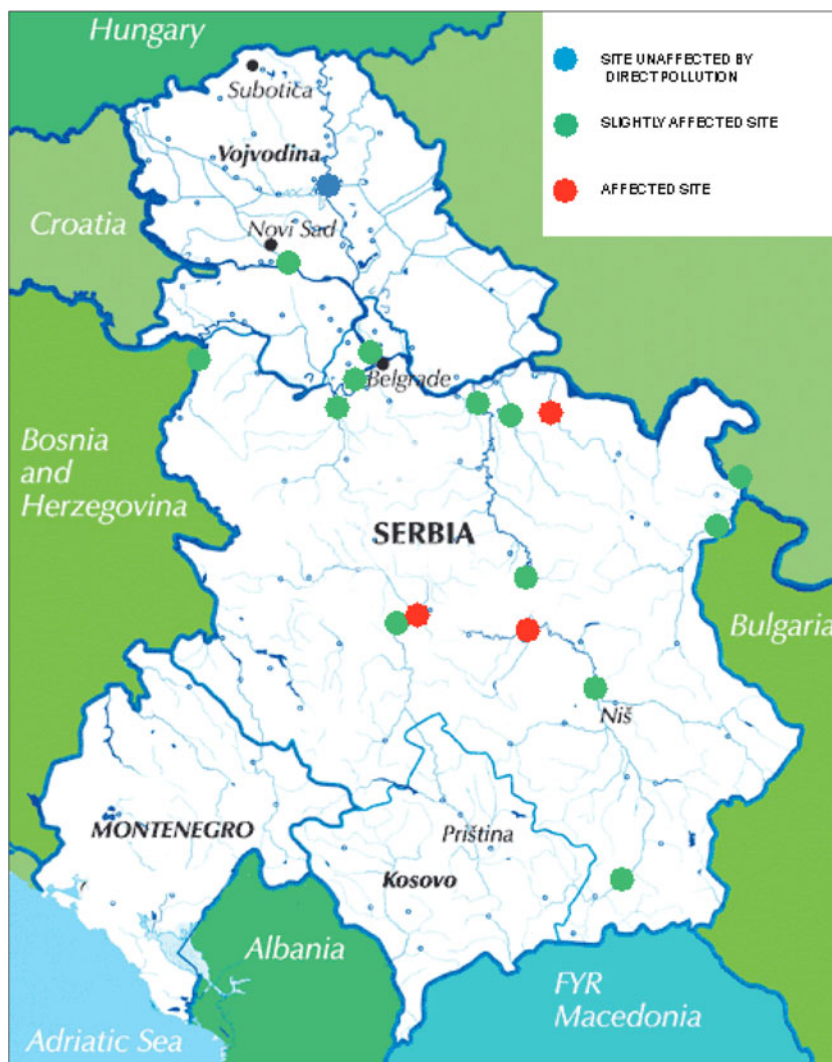 Hungary
Subotica
Vojvodina
Croatia
Novi Sad
Belgrade
Bosnia
and
Herzegovina
SERBIA
Bulgaria
Niš
MONTENEGRO
Priština
Kosovo
Albania
FYR
Macedonia
Adriatic Sea
SITE UNAFFECTED BY
DIRECT POLLUTION
SLIGHTLY AFFECTED SITE
AFFECTED SITE